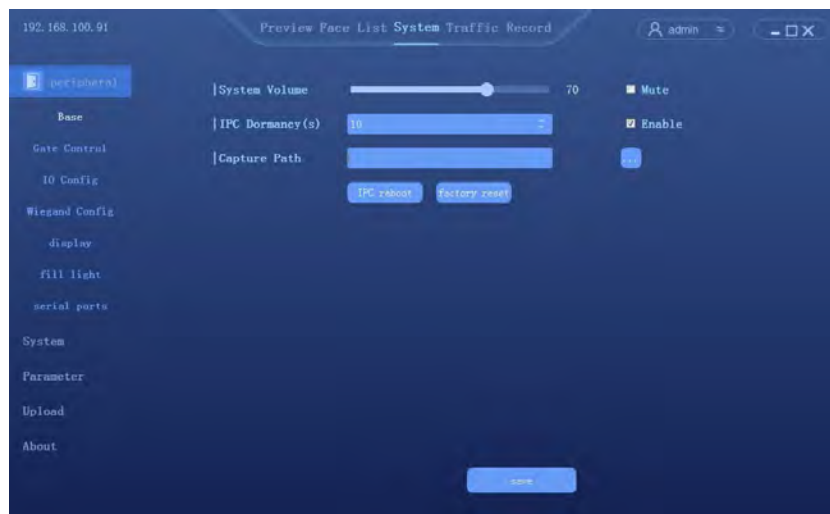 192.168.100.91
Preview Face List System Traffic Record
admin
peripheral
Base
Gate Control
IO Config
Wiegand Config
display
fill light
serial ports
System
Parameter
Upload
About
System Volume 70 Mute
IPC Dormancy(s) 10 Enable
Capture Path ...
IPC reboot factory reset
save